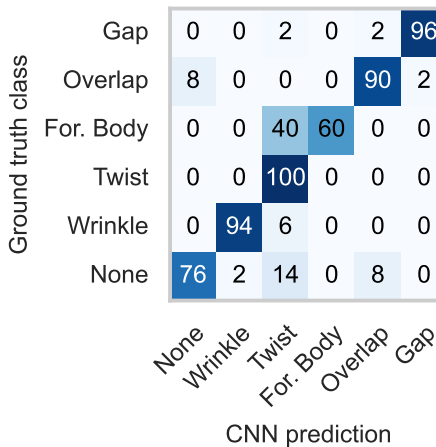 Ground truth class
Gap 0 0 2 0 2 96
Overlap 8 0 0 0 90 2
For. Body 0 0 40 60 0 0
Twist 0 0 100 0 0 0
Wrinkle 0 94 6 0 0 0
None 76 2 14 0 8 0
None Wrinkle Twist For. Body Overlap Gap
CNN prediction